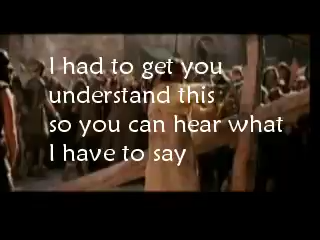 I had to get you
understand this
so you can hear what
I have to say